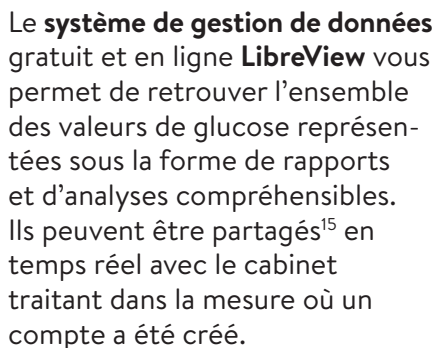 Le système de gestion de données
gratuit et en ligne LibreView vous
permet de retrouver l’ensemble
des valeurs de glucose représen-
tées sous la forme de rapports
et d’analyses compréhensibles.
Ils peuvent être partagés¹⁵ en
temps réel avec le cabinet
traitant dans la mesure où un
compte a été créé.